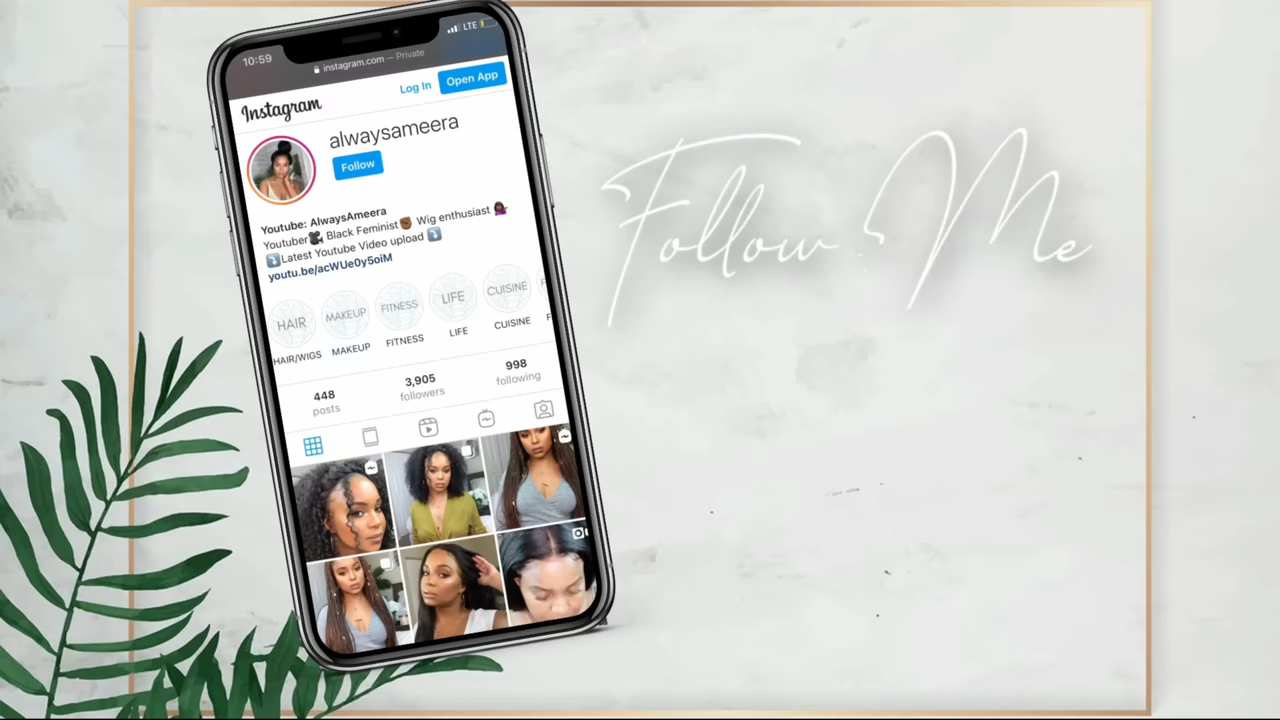 10:59
LTE
instagram.com — Private
Instagram
Log In
Open App
alwaysameera
Follow
Youtube: AlwaysAmeera
Youtuber🎥 Black Feminist✊🏾 Wig enthusiast 💁🏾‍♀️
⤵️Latest Youtube Video upload ⤵️
youtu.be/acWUe0y5oiM
HAIR
MAKEUP
FITNESS
LIFE
CUISINE
HAIR/WIGS
MAKEUP
FITNESS
LIFE
CUISINE
F
448
posts
3,905
followers
998
following
Follow Me